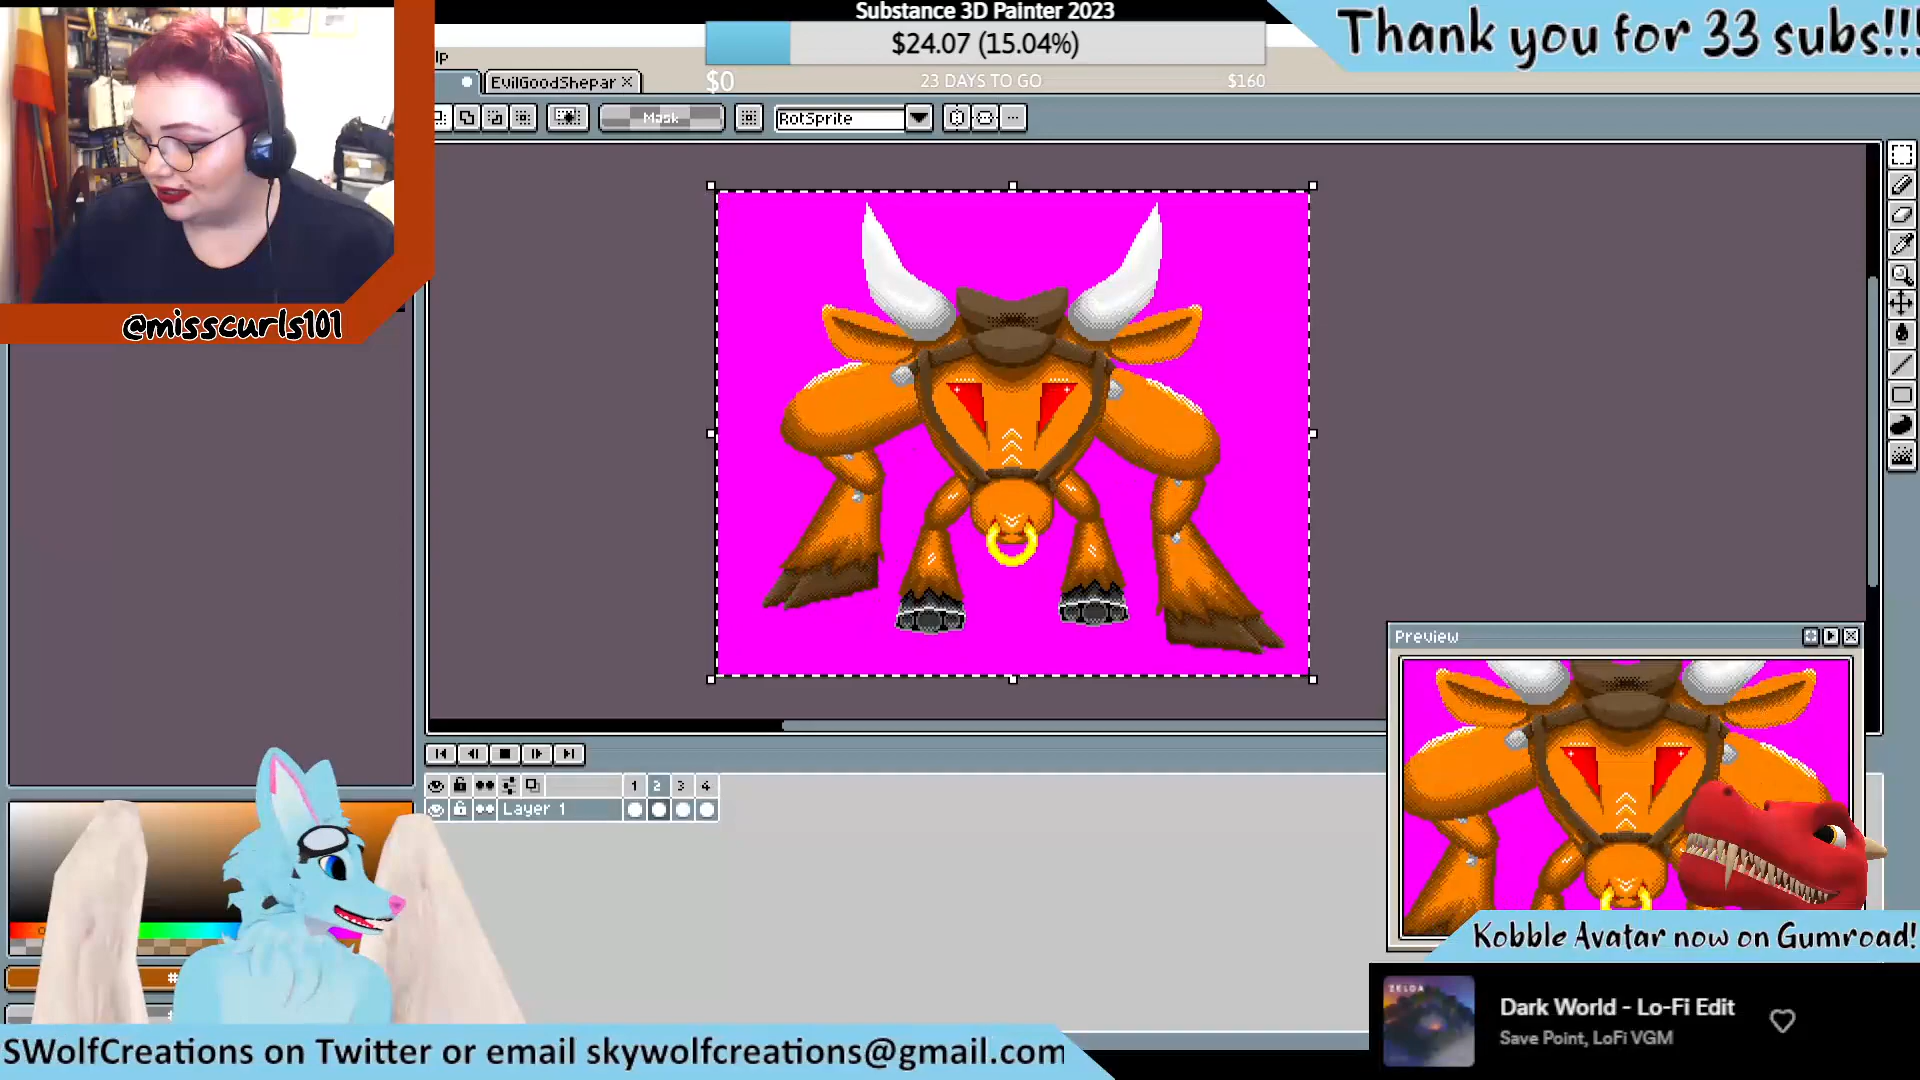 Substance 3D Painter 2023
$24.07 (15.04%)
$0
23 DAYS TO GO
$160
Thank you for 33 subs!!!
lp
EvilGoodShepar
Mask
RotSprite
@misscurls101
Preview
1 2 3 4
Layer 1
Kobble Avatar now on Gumroad!
ZELDA
Dark World - Lo-Fi Edit
Save Point, LoFi VGM
SWolfCreations on Twitter or email skywolfcreations@gmail.com